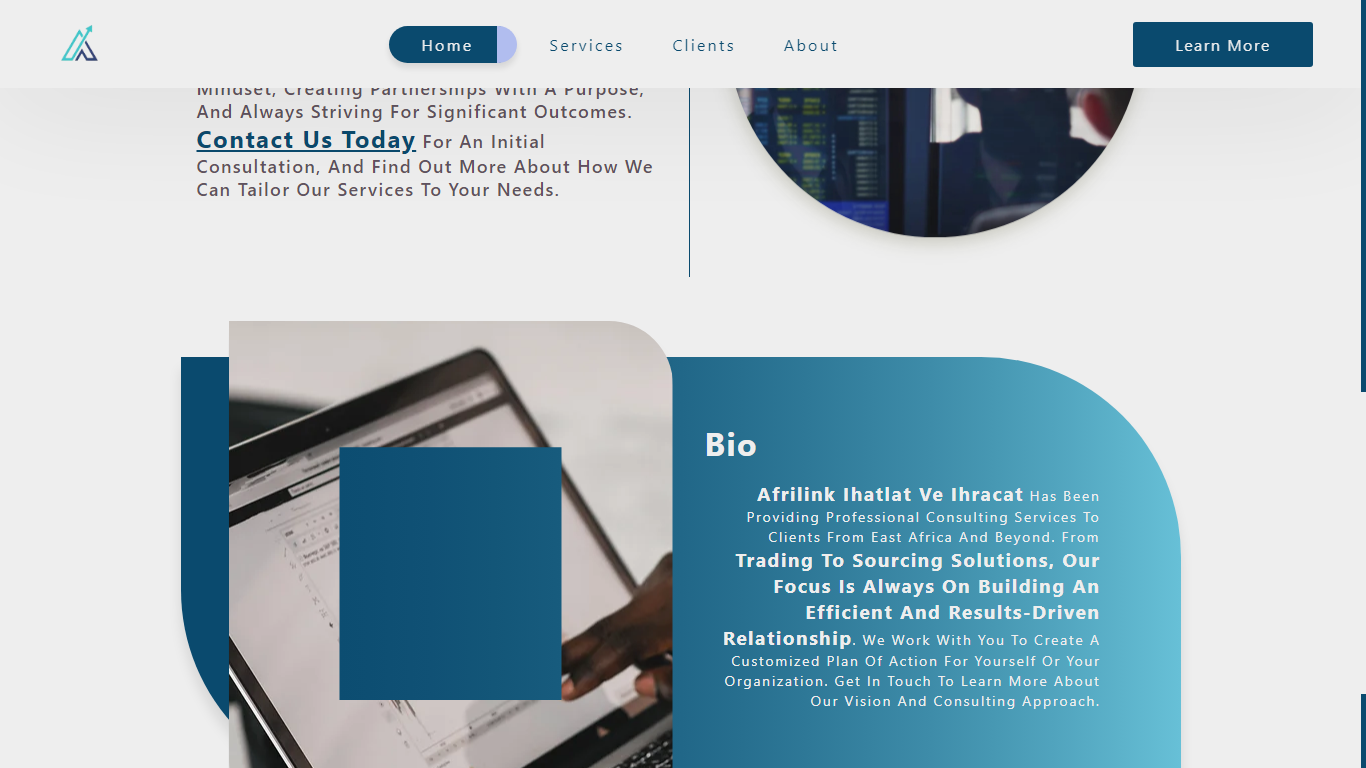 Home
Services
Clients
About
Learn More
Mindset, Creating Partnerships With A Purpose,
And Always Striving For Significant Outcomes.
Contact Us Today For An Initial
Consultation, And Find Out More About How We
Can Tailor Our Services To Your Needs.
Bio
Afrilink Ihatlat Ve Ihracat Has Been
Providing Professional Consulting Services To
Clients From East Africa And Beyond. From
Trading To Sourcing Solutions, Our
Focus Is Always On Building An
Efficient And Results-Driven
Relationship. We Work With You To Create A
Customized Plan Of Action For Yourself Or Your
Organization. Get In Touch To Learn More About
Our Vision And Consulting Approach.